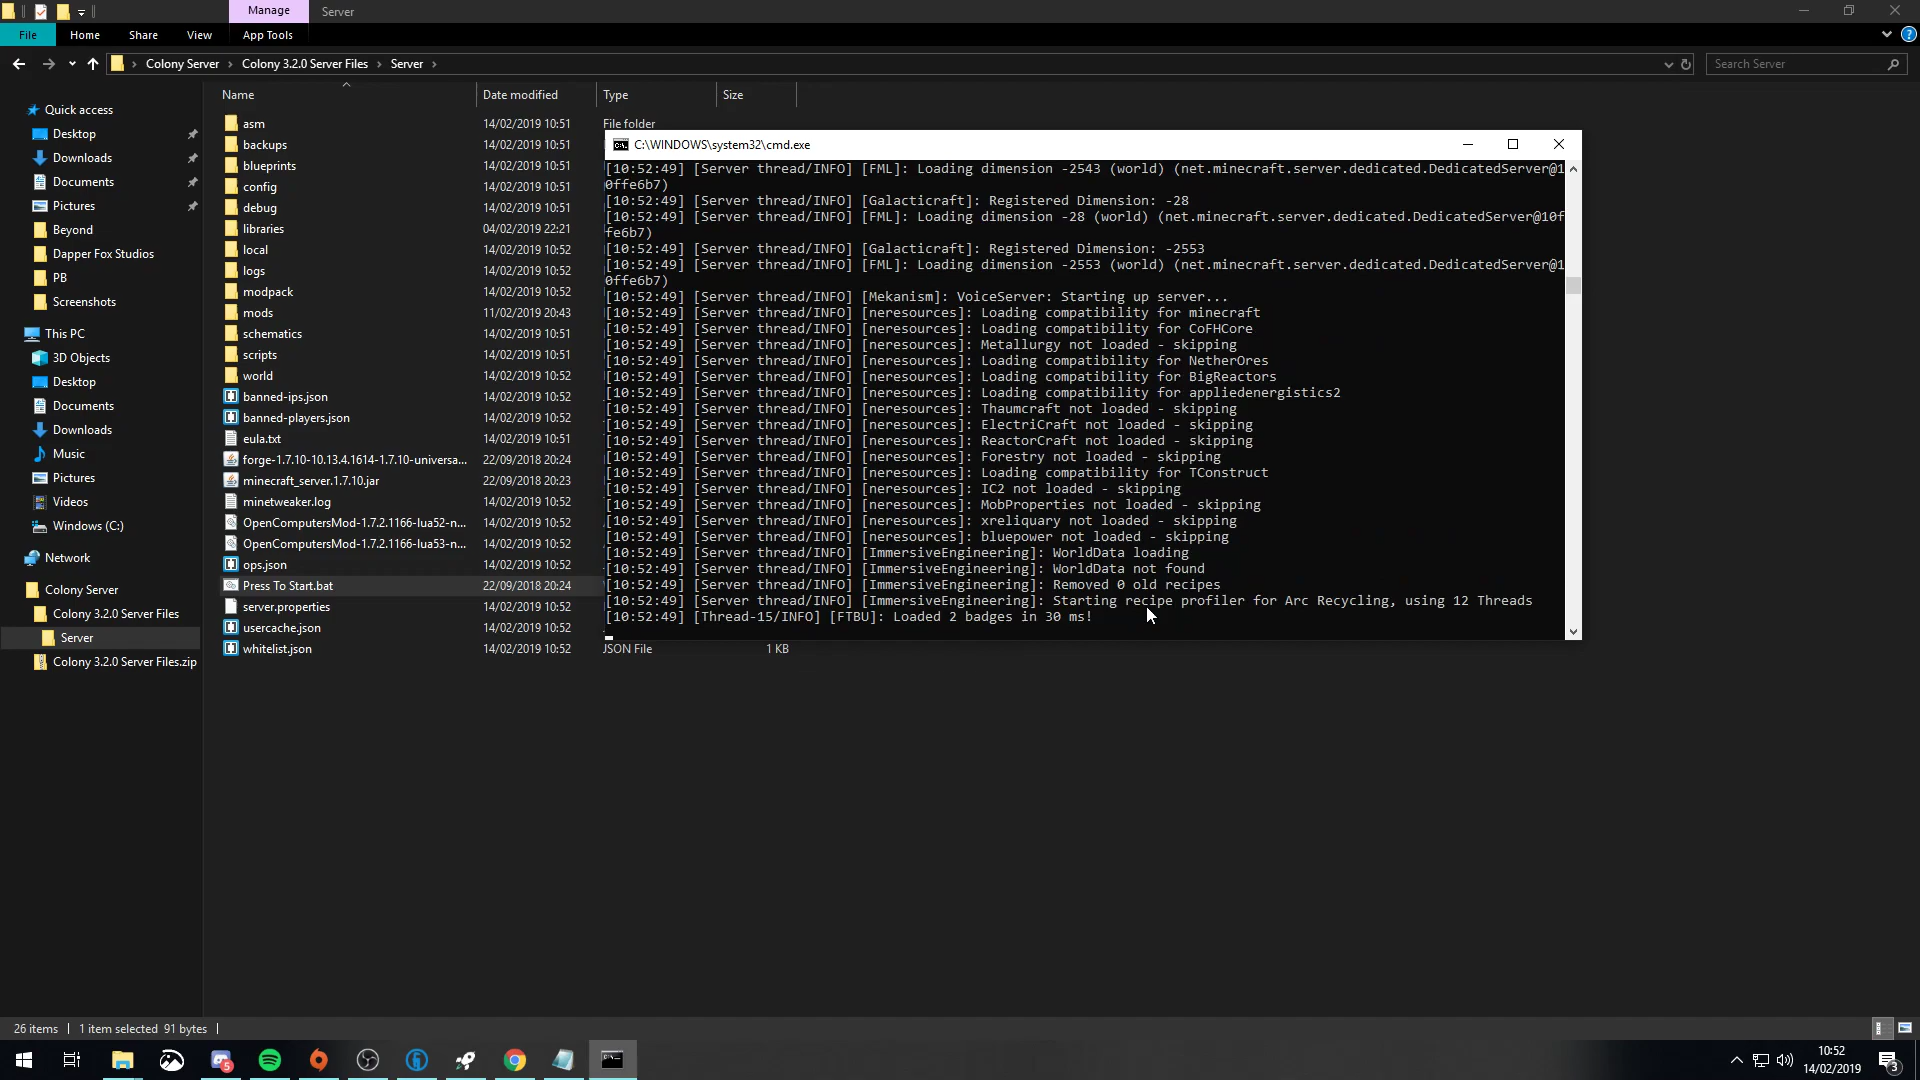 Manage
Server
File
Home
Share
View
App Tools
Colony Server
Colony 3.2.0 Server Files
Server
Search Server
Name
Date modified
Type
Size
Quick access
Desktop
Downloads
Documents
Pictures
Beyond
Dapper Fox Studios
PB
Screenshots
This PC
3D Objects
Desktop
Documents
Downloads
Music
Pictures
Videos
Windows (C:)
Network
Colony Server
Colony 3.2.0 Server Files
Server
Colony 3.2.0 Server Files.zip
asm 14/02/2019 10:51 File folder
backups 14/02/2019 10:51
blueprints 14/02/2019 10:51
config 14/02/2019 10:51
debug 14/02/2019 10:51
libraries 04/02/2019 22:21
local 14/02/2019 10:52
logs 14/02/2019 10:52
modpack 14/02/2019 10:52
mods 11/02/2019 20:43
schematics 14/02/2019 10:51
scripts 14/02/2019 10:51
world 14/02/2019 10:52
banned-ips.json 14/02/2019 10:52
banned-players.json 14/02/2019 10:52
eula.txt 14/02/2019 10:51
forge-1.7.10-10.13.4.1614-1.7.10-universa... 22/09/2018 20:24
minecraft_server.1.7.10.jar 22/09/2018 20:23
minetweaker.log 14/02/2019 10:52
OpenComputersMod-1.7.2.1166-lua52-n... 14/02/2019 10:52
OpenComputersMod-1.7.2.1166-lua53-n... 14/02/2019 10:52
ops.json 14/02/2019 10:52
Press To Start.bat 22/09/2018 20:24
server.properties 14/02/2019 10:52
usercache.json 14/02/2019 10:52
whitelist.json 14/02/2019 10:52 JSON File 1 KB
C:\WINDOWS\system32\cmd.exe
[10:52:49] [Server thread/INFO] [FML]: Loading dimension -2543 (world) (net.minecraft.server.dedicated.DedicatedServer@1
0ffe6b7)
[10:52:49] [Server thread/INFO] [Galacticraft]: Registered Dimension: -28
[10:52:49] [Server thread/INFO] [FML]: Loading dimension -28 (world) (net.minecraft.server.dedicated.DedicatedServer@10f
fe6b7)
[10:52:49] [Server thread/INFO] [Galacticraft]: Registered Dimension: -2553
[10:52:49] [Server thread/INFO] [FML]: Loading dimension -2553 (world) (net.minecraft.server.dedicated.DedicatedServer@1
0ffe6b7)
[10:52:49] [Server thread/INFO] [Mekanism]: VoiceServer: Starting up server...
[10:52:49] [Server thread/INFO] [neresources]: Loading compatibility for minecraft
[10:52:49] [Server thread/INFO] [neresources]: Loading compatibility for CoFHCore
[10:52:49] [Server thread/INFO] [neresources]: Metallurgy not loaded - skipping
[10:52:49] [Server thread/INFO] [neresources]: Loading compatibility for NetherOres
[10:52:49] [Server thread/INFO] [neresources]: Loading compatibility for BigReactors
[10:52:49] [Server thread/INFO] [neresources]: Loading compatibility for appliedenergistics2
[10:52:49] [Server thread/INFO] [neresources]: Thaumcraft not loaded - skipping
[10:52:49] [Server thread/INFO] [neresources]: ElectriCraft not loaded - skipping
[10:52:49] [Server thread/INFO] [neresources]: ReactorCraft not loaded - skipping
[10:52:49] [Server thread/INFO] [neresources]: Forestry not loaded - skipping
[10:52:49] [Server thread/INFO] [neresources]: Loading compatibility for TConstruct
[10:52:49] [Server thread/INFO] [neresources]: IC2 not loaded - skipping
[10:52:49] [Server thread/INFO] [neresources]: MobProperties not loaded - skipping
[10:52:49] [Server thread/INFO] [neresources]: xreliquary not loaded - skipping
[10:52:49] [Server thread/INFO] [neresources]: bluepower not loaded - skipping
[10:52:49] [Server thread/INFO] [ImmersiveEngineering]: WorldData loading
[10:52:49] [Server thread/INFO] [ImmersiveEngineering]: WorldData not found
[10:52:49] [Server thread/INFO] [ImmersiveEngineering]: Removed 0 old recipes
[10:52:49] [Server thread/INFO] [ImmersiveEngineering]: Starting recipe profiler for Arc Recycling, using 12 Threads
[10:52:49] [Thread-15/INFO] [FTBU]: Loaded 2 badges in 30 ms!
26 items
1 item selected 91 bytes
5
10:52
14/02/2019
3